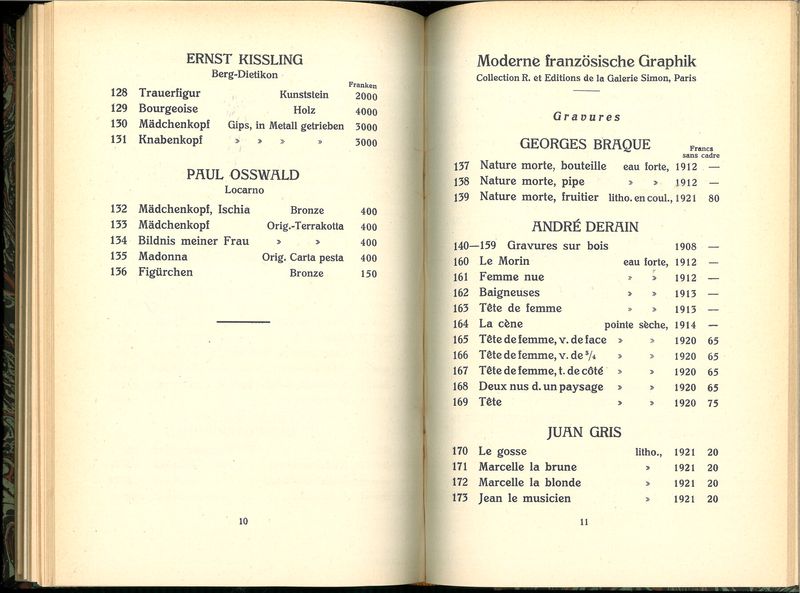 ERNST KISSLING
Berg-Dietikon
Franken
128 Trauerfigur Kunststein 2000
129 Bourgeoise Holz 4000
130 Mädchenkopf Gips, in Metall getrieben 3000
131 Knabenkopf » » » » 3000
PAUL OSSWALD
Locarno
132 Mädchenkopf, Ischia Bronze 400
133 Mädchenkopf Orig.-Terrakotta 400
134 Bildnis meiner Frau » » 400
135 Madonna Orig. Carta pesta 400
136 Figürchen Bronze 150
10
Moderne französische Graphik
Collection R. et Editions de la Galerie Simon, Paris
Gravures
GEORGES BRAQUE
Francs
sans cadre
137 Nature morte, bouteille eau forte, 1912 —
138 Nature morte, pipe » » 1912 —
139 Nature morte, fruitier litho. en coul., 1921 80
ANDRÉ DERAIN
140—159 Gravures sur bois 1908 —
160 Le Morin eau forte, 1912 —
161 Femme nue » » 1912 —
162 Baigneuses » » 1913 —
163 Tête de femme » » 1913 —
164 La cène pointe sèche, 1914 —
165 Tête de femme, v. de face » » 1920 65
166 Tête de femme, v. de ¾ » » 1920 65
167 Tête de femme, t. de côté » » 1920 65
168 Deux nus d. un paysage » » 1920 65
169 Tête » » 1920 75
JUAN GRIS
170 Le gosse litho., 1921 20
171 Marcelle la brune » 1921 20
172 Marcelle la blonde » 1921 20
173 Jean le musicien » 1921 20
11